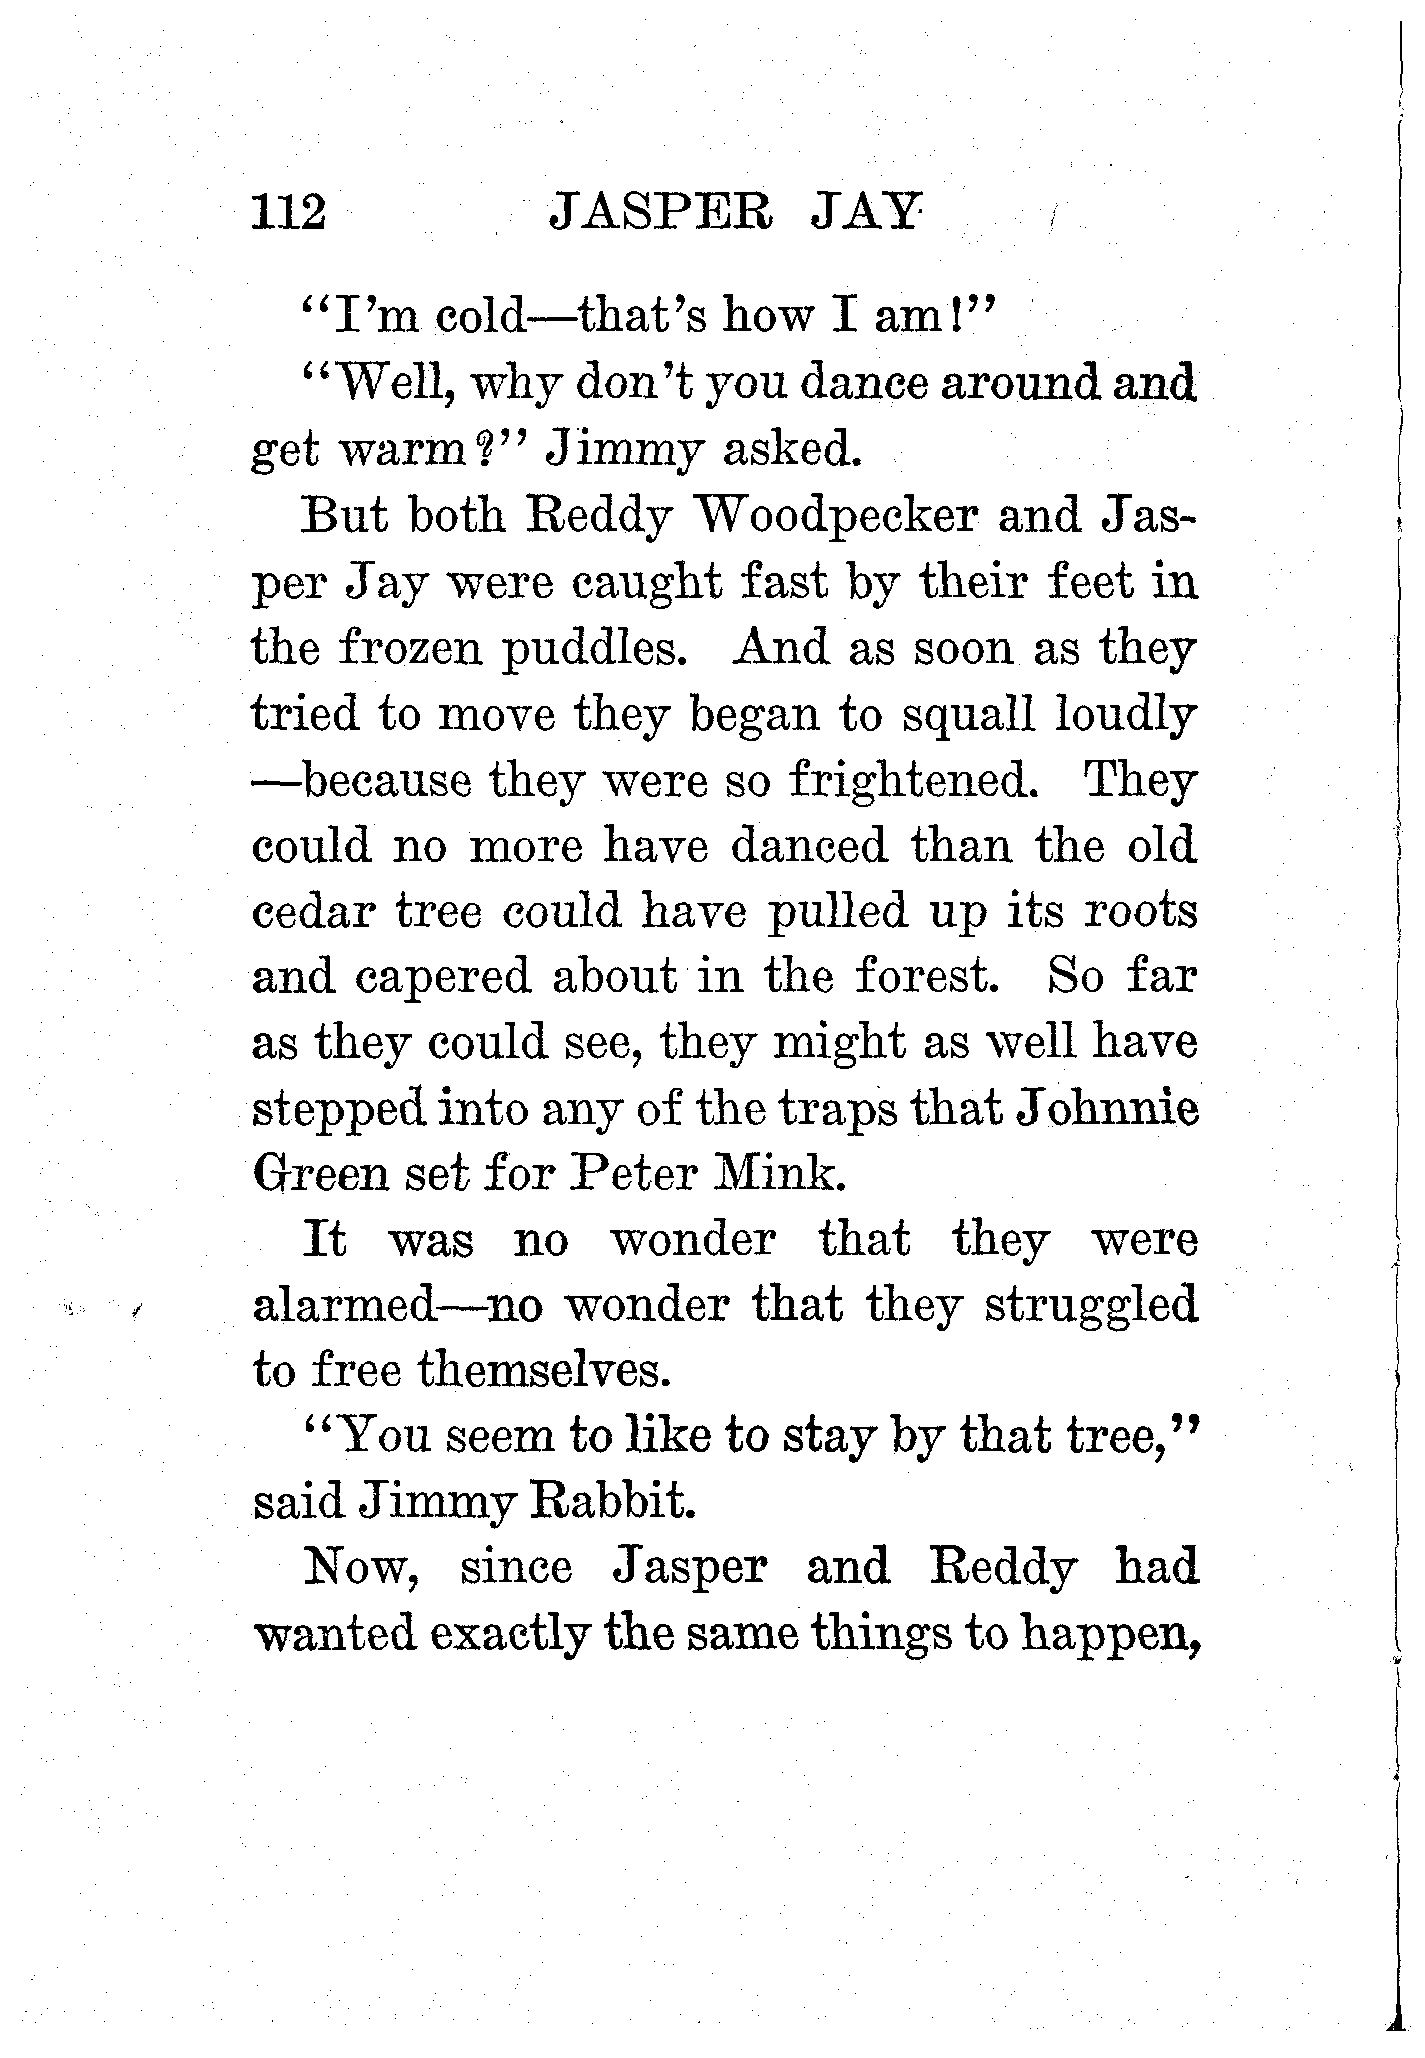 112 JASPER JAY
“I’m cold—that’s how I am!”
“Well, why don’t you dance around and
get warm?” Jimmy asked.
But both Reddy Woodpecker and Jas-
per Jay were caught fast by their feet in
the frozen puddles. And as soon as they
tried to move they began to squall loudly
—because they were so frightened. They
could no more have danced than the old
cedar tree could have pulled up its roots
and capered about in the forest. So far
as they could see, they might as well have
stepped into any of the traps that Johnnie
Green set for Peter Mink.
It was no wonder that they were
alarmed—no wonder that they struggled
to free themselves.
“You seem to like to stay by that tree,”
said Jimmy Rabbit.
Now, since Jasper and Reddy had
wanted exactly the same things to happen,